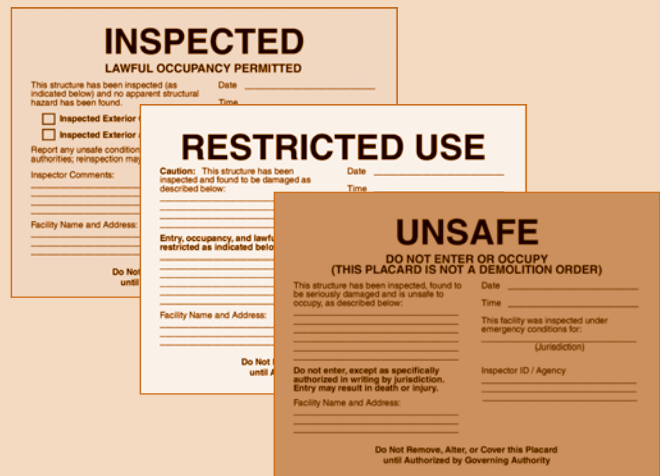 INSPECTED
LAWFUL OCCUPANCY PERMITTED
This structure has been inspected (as
indicated below) and no apparent structural
hazard has been found.
Date
Time
Inspected Exterior
Inspected Exterior
Report any unsafe condition
authorities; reinspection may
Inspector Comments:
Facility Name and Address:
Do Not
until
RESTRICTED USE
Caution: This structure has been
inspected and found to be damaged as
described below:
Date
Time
Entry, occupancy, and lawfu
restricted as indicated below
Facility Name and Address:
Do Not
until A
UNSAFE
DO NOT ENTER OR OCCUPY
(THIS PLACARD IS NOT A DEMOLITION ORDER)
This structure has been inspected, found to
be seriously damaged and is unsafe to
occupy, as described below:
Do not enter, except as specifically
authorized in writing by jurisdiction.
Entry may result in death or injury.
Facility Name and Address:
Date
Time
This facility was inspected under
emergency conditions for:
(Jurisdiction)
Inspector ID / Agency
Do Not Remove, Alter, or Cover this Placard
until Authorized by Governing Authority